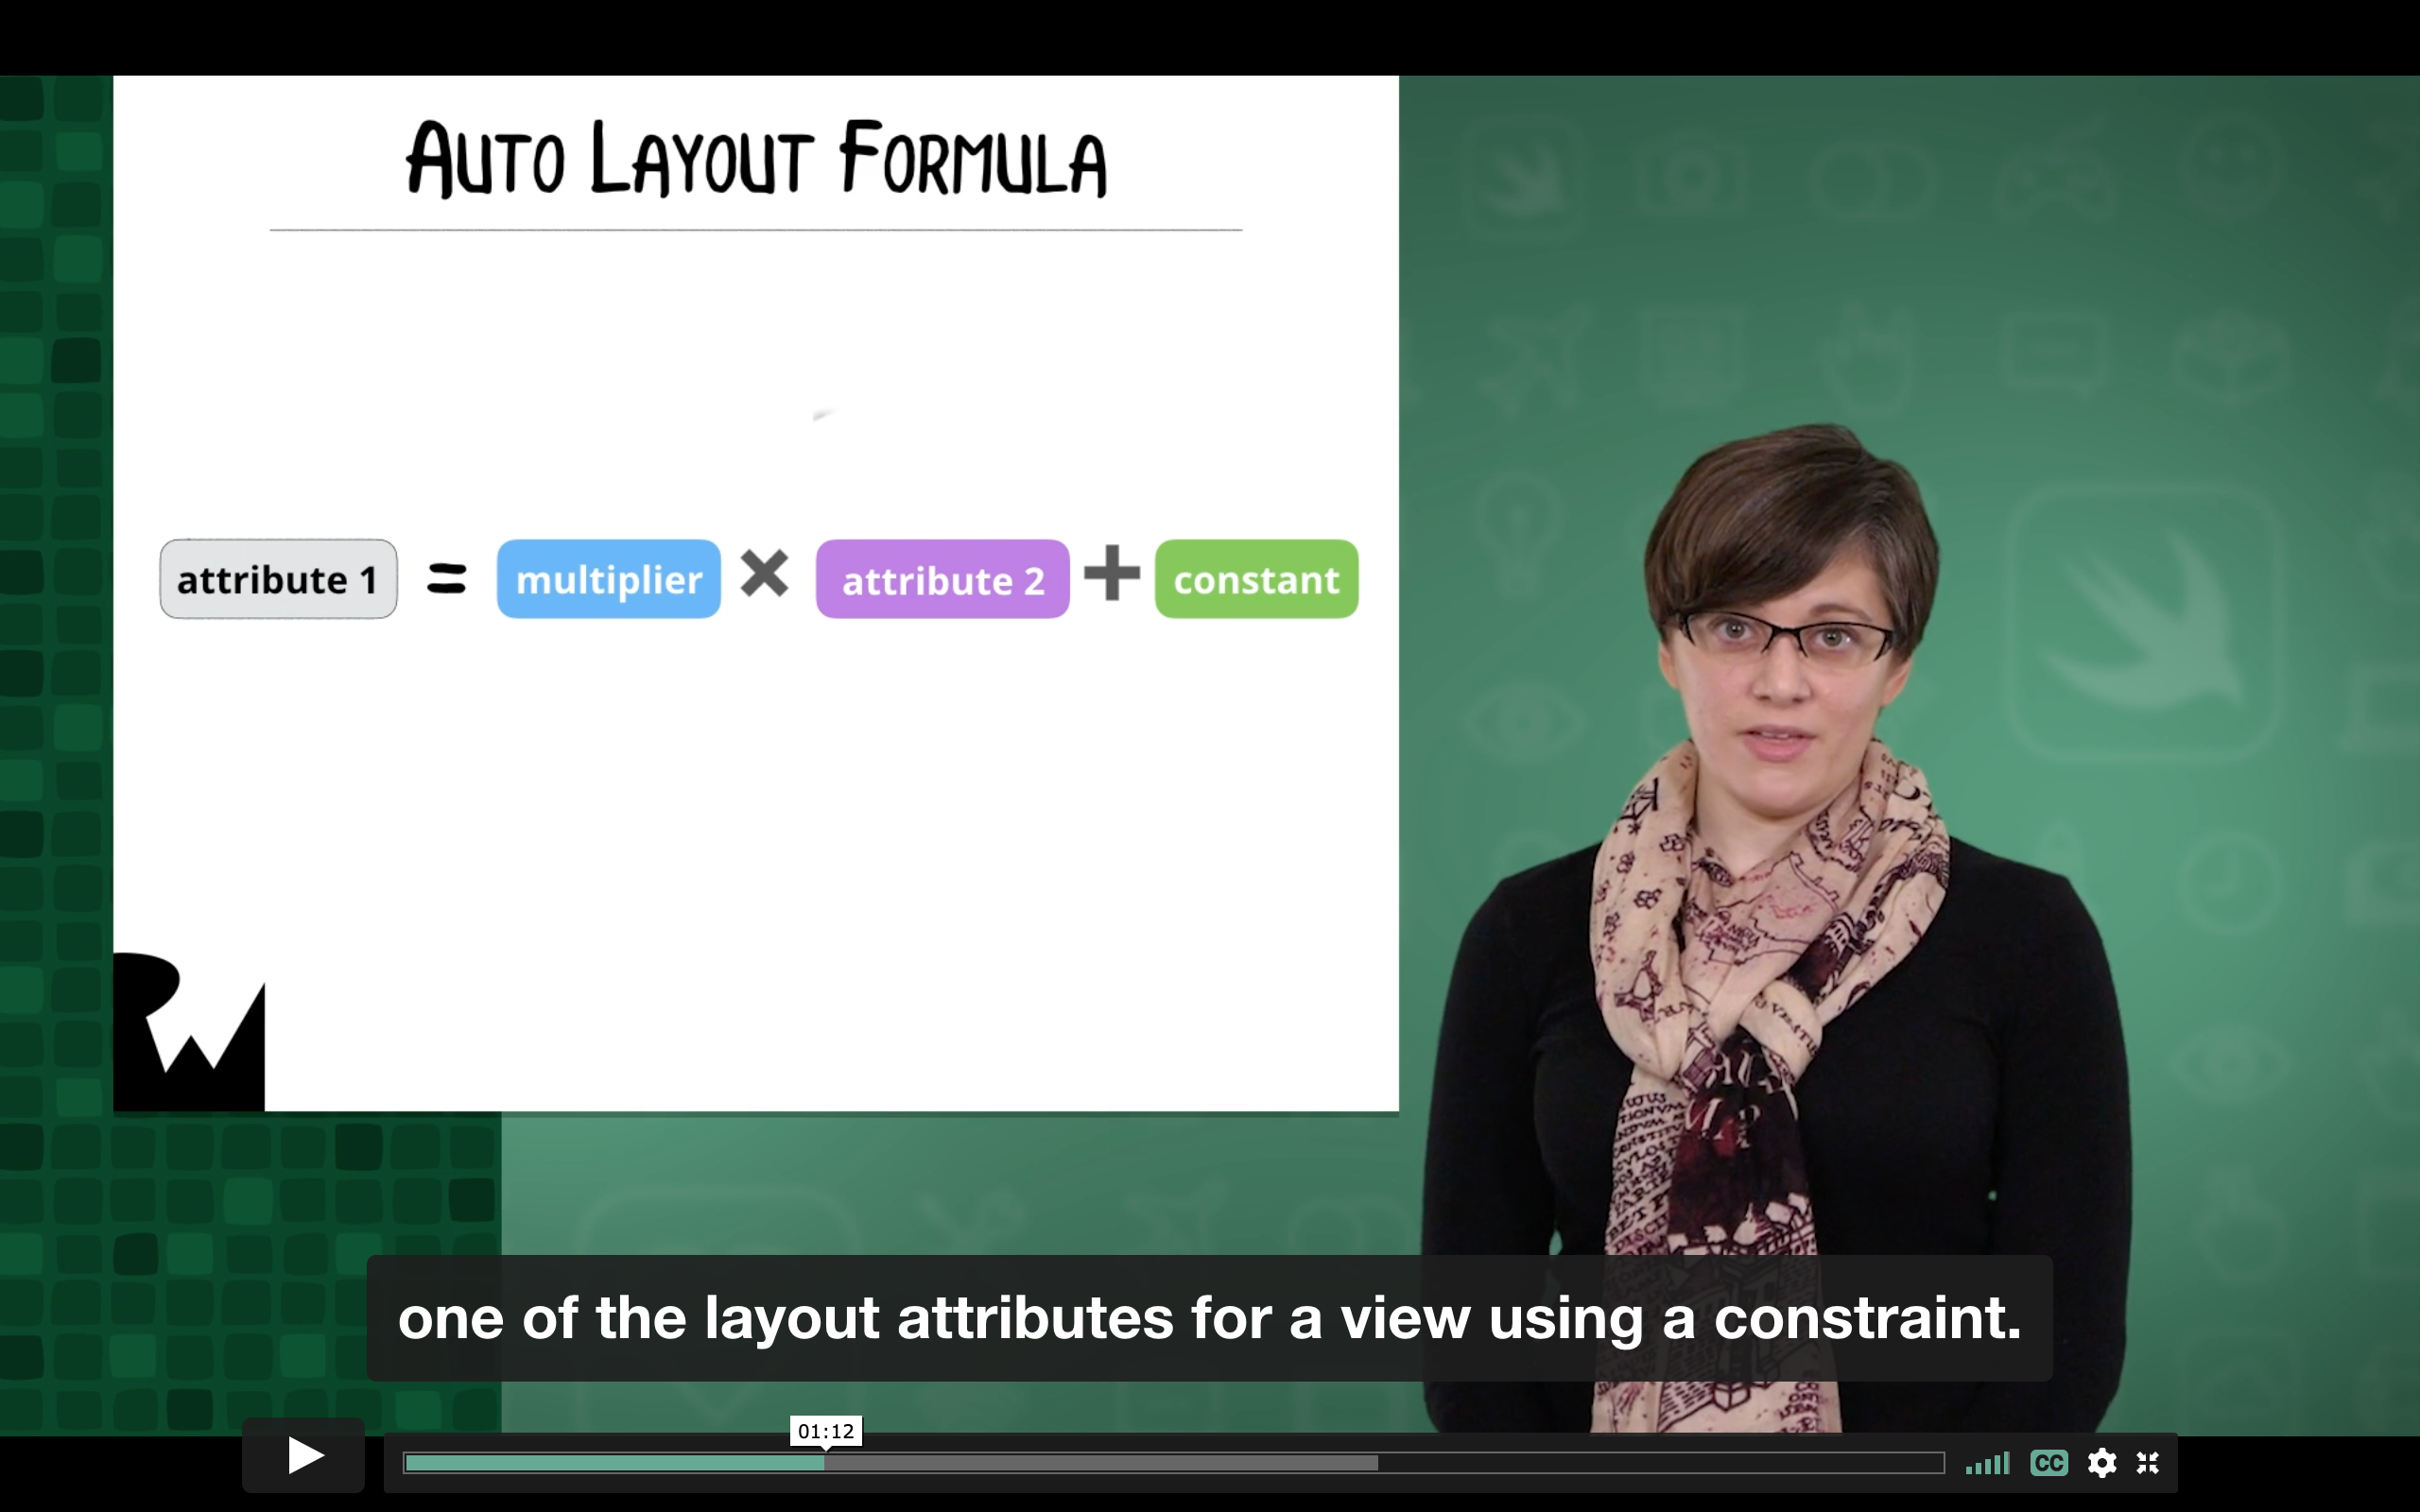 AUTO LAYOUT FORMULA
attribute 1 = multiplier × attribute 2 + constant
RW
one of the layout attributes for a view using a constraint.
01:12
CC